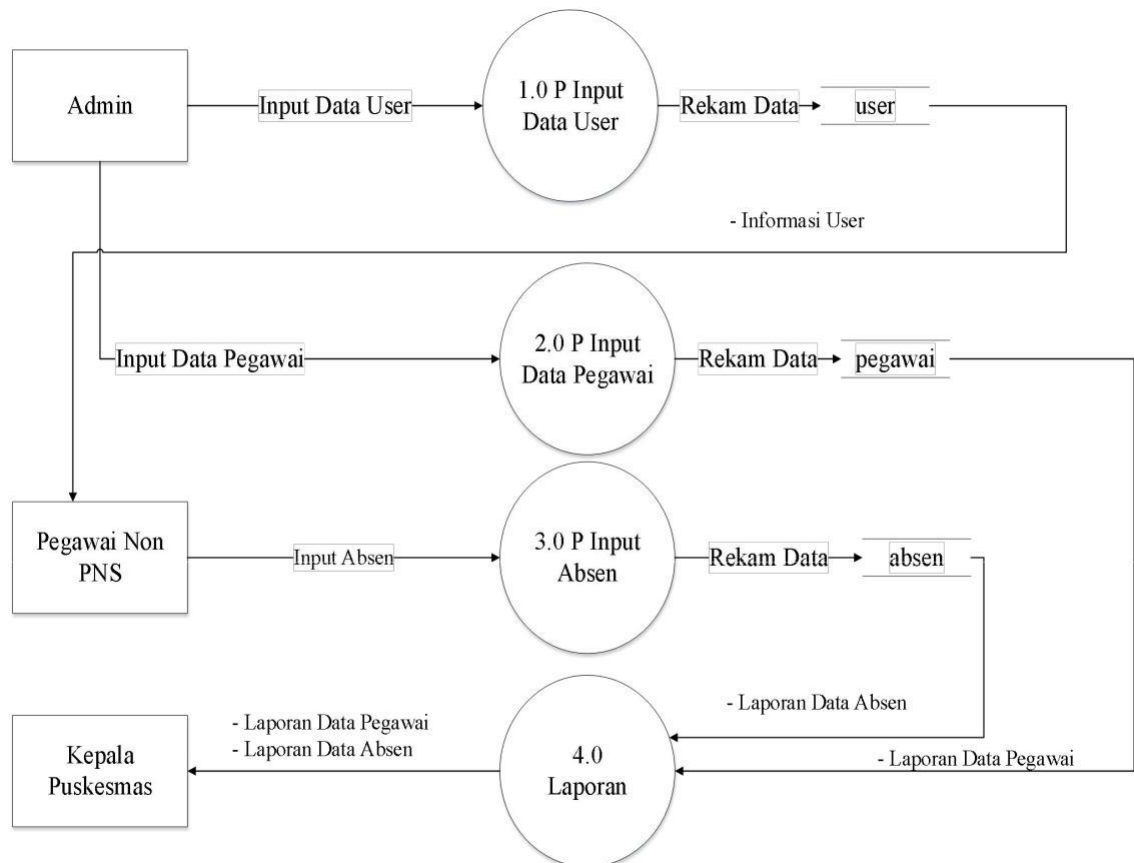 Admin
Input Data User
1.0 P Input
Data User
Rekam Data
user
- Informasi User
Input Data Pegawai
2.0 P Input
Data Pegawai
Rekam Data
pegawai
Pegawai Non
PNS
Input Absen
3.0 P Input
Absen
Rekam Data
absen
- Laporan Data Absen
- Laporan Data Pegawai
Kepala
Puskesmas
- Laporan Data Pegawai
- Laporan Data Absen
4.0
Laporan